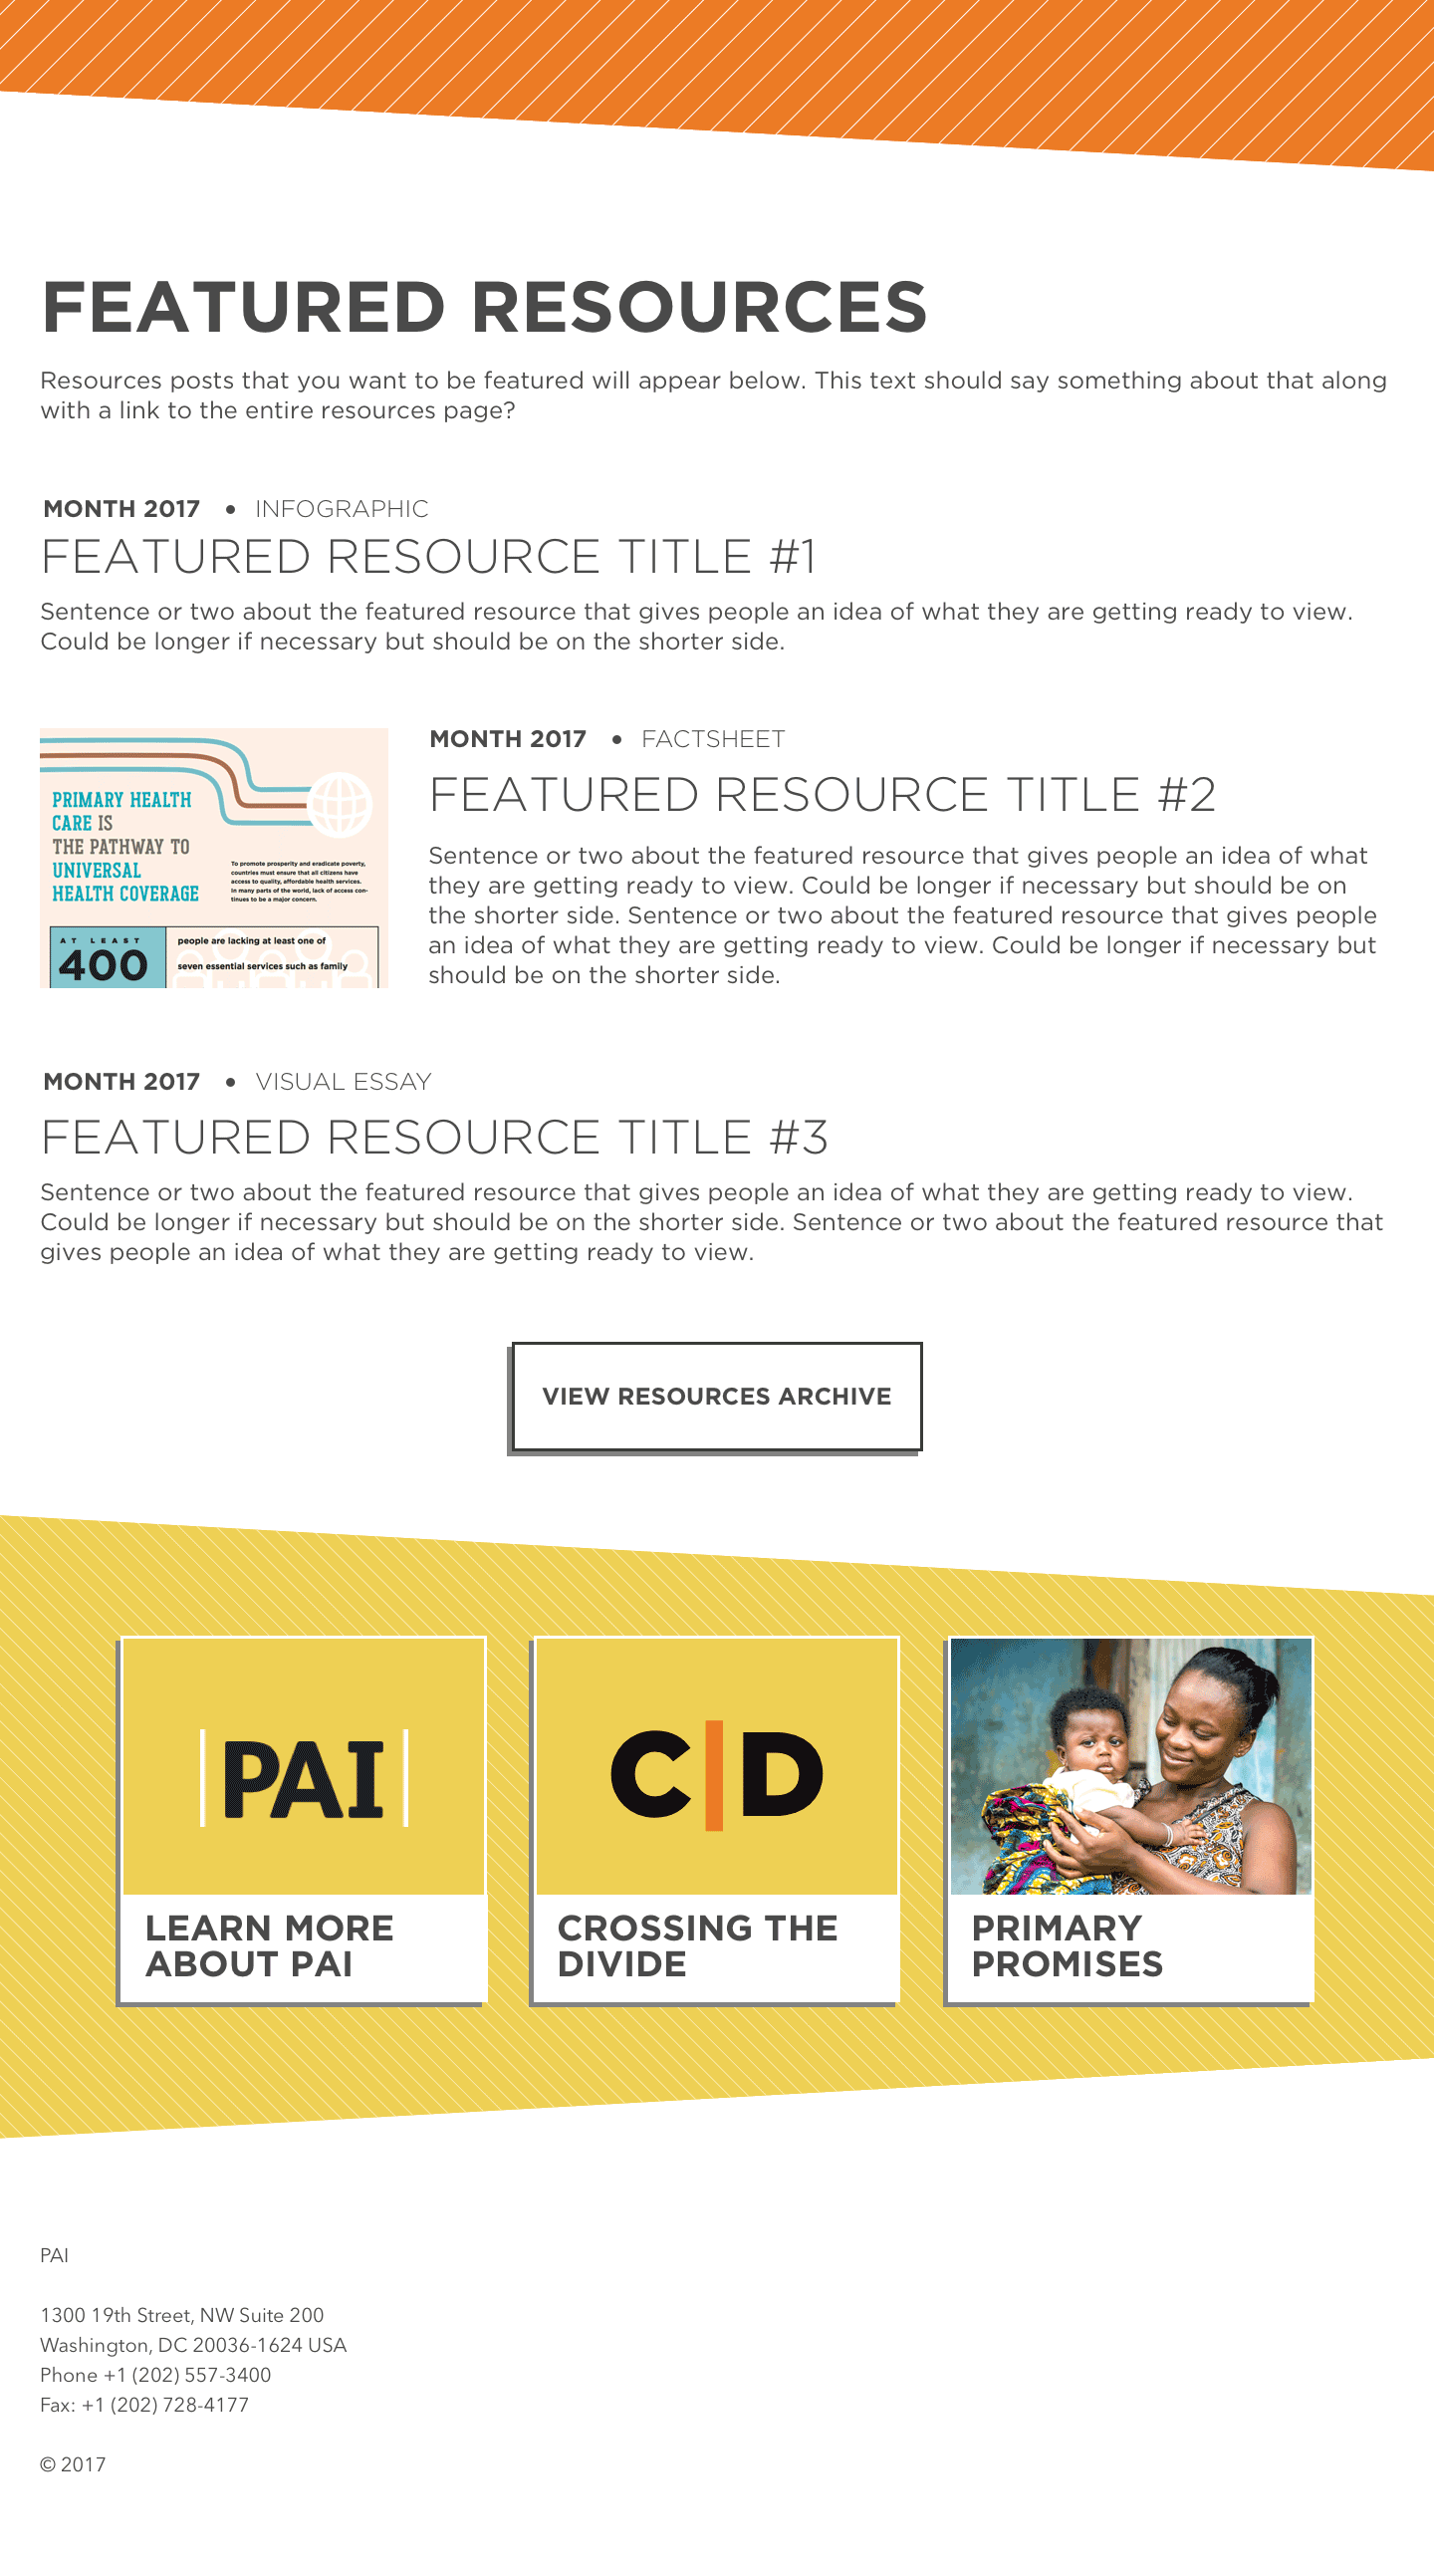 FEATURED RESOURCES
Resources posts that you want to be featured will appear below. This text should say something about that along
with a link to the entire resources page?
MONTH 2017 • INFOGRAPHIC
FEATURED RESOURCE TITLE #1
Sentence or two about the featured resource that gives people an idea of what they are getting ready to view.
Could be longer if necessary but should be on the shorter side.
PRIMARY HEALTH
CARE IS
THE PATHWAY TO
UNIVERSAL
HEALTH COVERAGE
To promote prosperity and eradicate poverty,
countries must ensure that all citizens have
access to quality, affordable health services.
In many parts of the world, lack of access con-
tinues to be a major concern.
AT LEAST
400
people are lacking at least one of
seven essential services such as family
MONTH 2017 • FACTSHEET
FEATURED RESOURCE TITLE #2
Sentence or two about the featured resource that gives people an idea of what
they are getting ready to view. Could be longer if necessary but should be on
the shorter side. Sentence or two about the featured resource that gives people
an idea of what they are getting ready to view. Could be longer if necessary but
should be on the shorter side.
MONTH 2017 • VISUAL ESSAY
FEATURED RESOURCE TITLE #3
Sentence or two about the featured resource that gives people an idea of what they are getting ready to view.
Could be longer if necessary but should be on the shorter side. Sentence or two about the featured resource that
gives people an idea of what they are getting ready to view.
VIEW RESOURCES ARCHIVE
|PAI|
LEARN MORE
ABOUT PAI
C|D
CROSSING THE
DIVIDE
PRIMARY
PROMISES
PAI
1300 19th Street, NW Suite 200
Washington, DC 20036-1624 USA
Phone +1 (202) 557-3400
Fax: +1 (202) 728-4177
© 2017